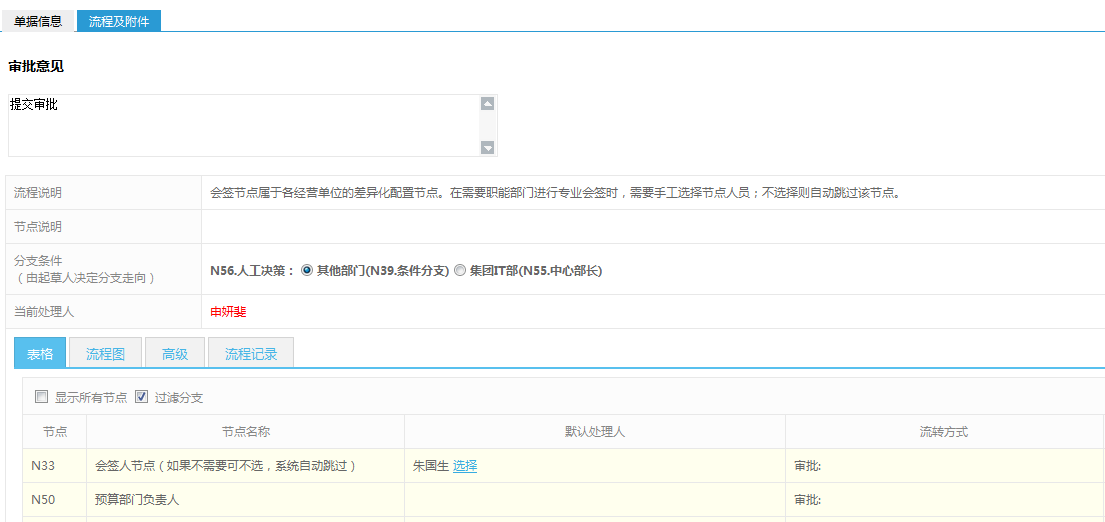 单据信息 流程及附件
审批意见
提交审批
流程说明 会签节点属于各经营单位的差异化配置节点。在需要职能部门进行专业会签时，需要手工选择节点人员；不选择则自动跳过该节点。
节点说明
分支条件
（由起草人决定分支走向） N56.人工决策： 其他部门(N39.条件分支) 集团IT部(N55.中心部长)
当前处理人 申妍斐
表格 流程图 高级 流程记录
显示所有节点 过滤分支
节点 节点名称 默认处理人 流转方式
N33 会签人节点（如果不需要可不选，系统自动跳过） 朱国生 选择 审批:
N50 预算部门负责人 审批: